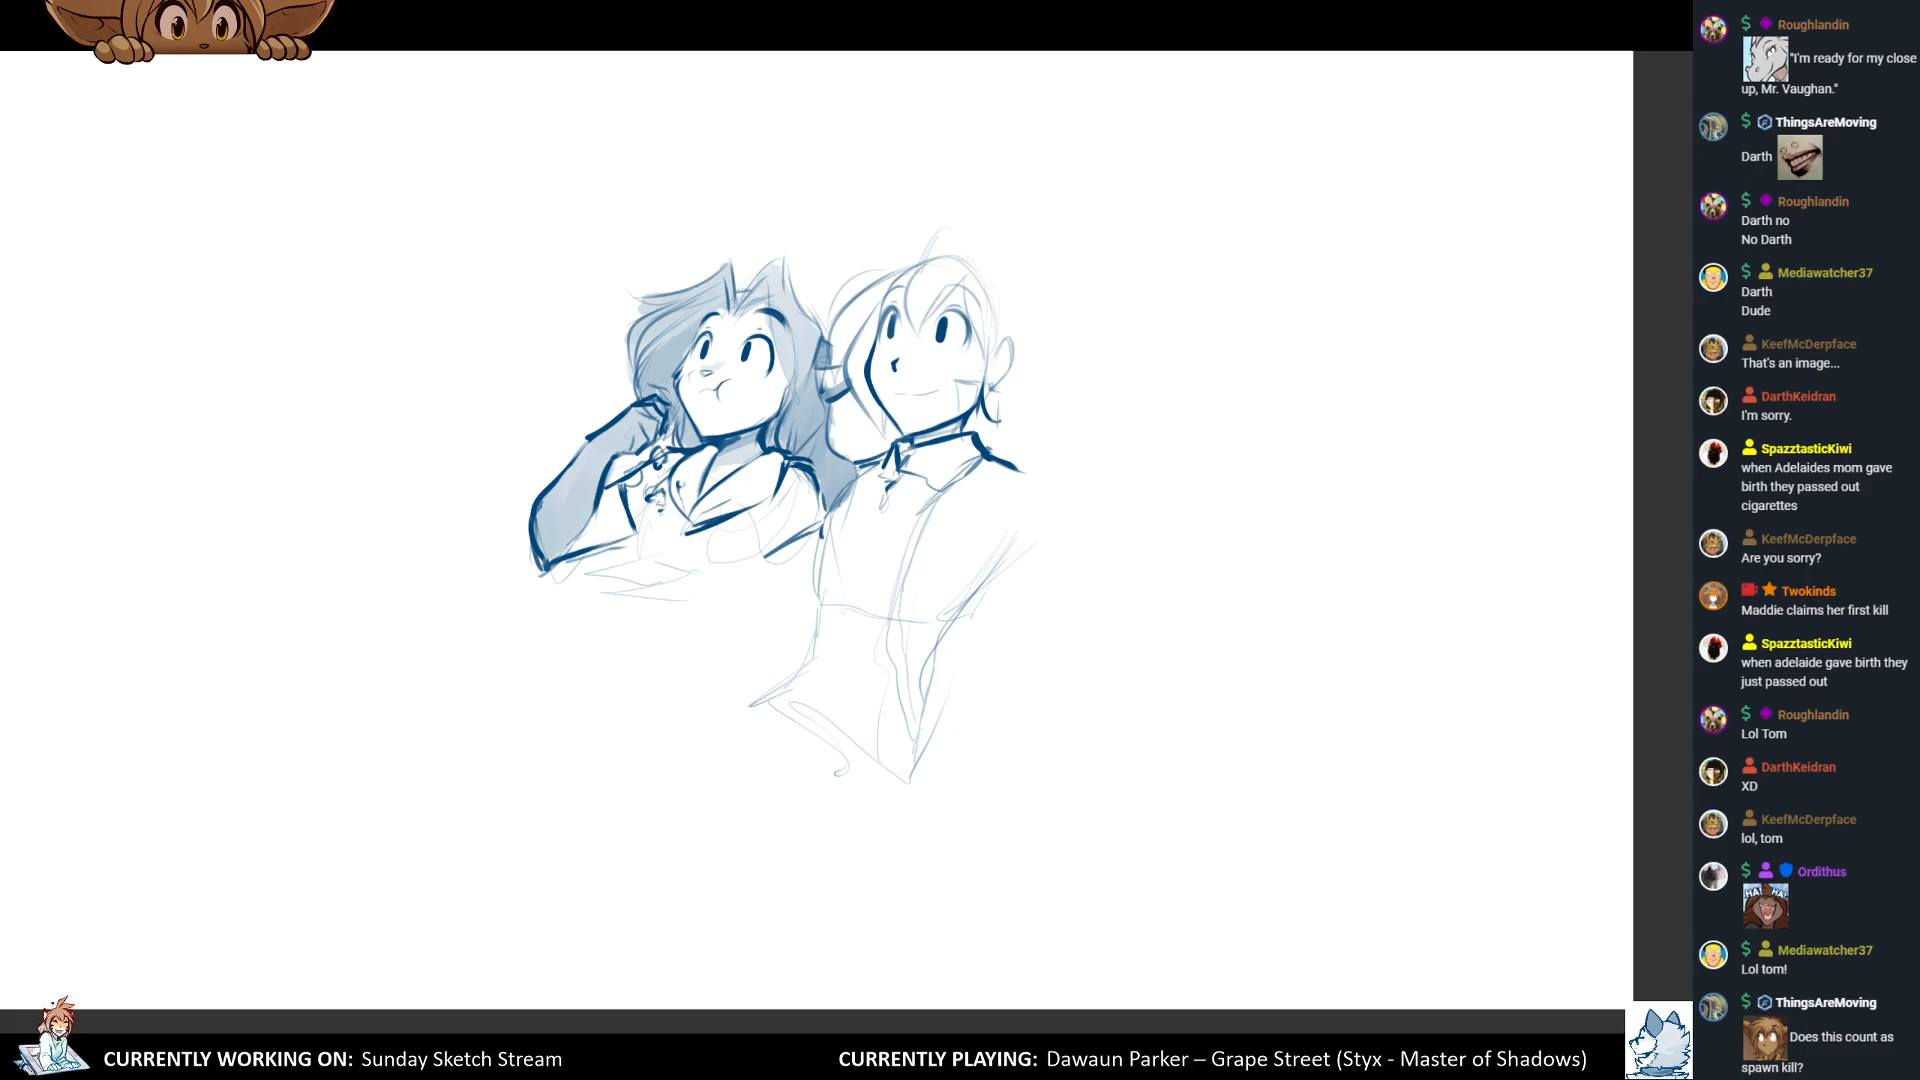 Roughlandin
"I'm ready for my close
up, Mr. Vaughan."
ThingsAreMoving
Darth
Roughlandin
Darth no
No Darth
Mediawatcher37
Darth
Dude
KeefMcDerpface
That's an image...
DarthKeidran
I'm sorry.
SpazztasticKiwi
when Adelaides mom gave
birth they passed out
cigarettes
KeefMcDerpface
Are you sorry?
Twokinds
Maddie claims her first kill
SpazztasticKiwi
when adelaide gave birth they
just passed out
Roughlandin
Lol Tom
DarthKeidran
XD
KeefMcDerpface
lol, tom
Ordithus
HA! HA!
Mediawatcher37
Lol tom!
ThingsAreMoving
Does this count as
spawn kill?
CURRENTLY WORKING ON: Sunday Sketch Stream
CURRENTLY PLAYING: Dawaun Parker – Grape Street (Styx - Master of Shadows)